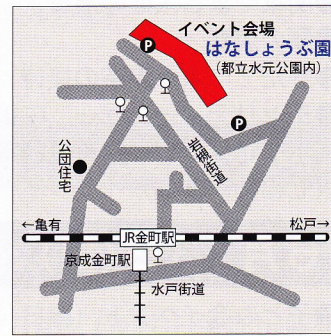 イベント会場
はなしょうぶ園
（都立水元公園内）
P
P
岩槻街道
公団住宅
←亀有
松戸→
JR金町駅
京成金町駅
水戸街道